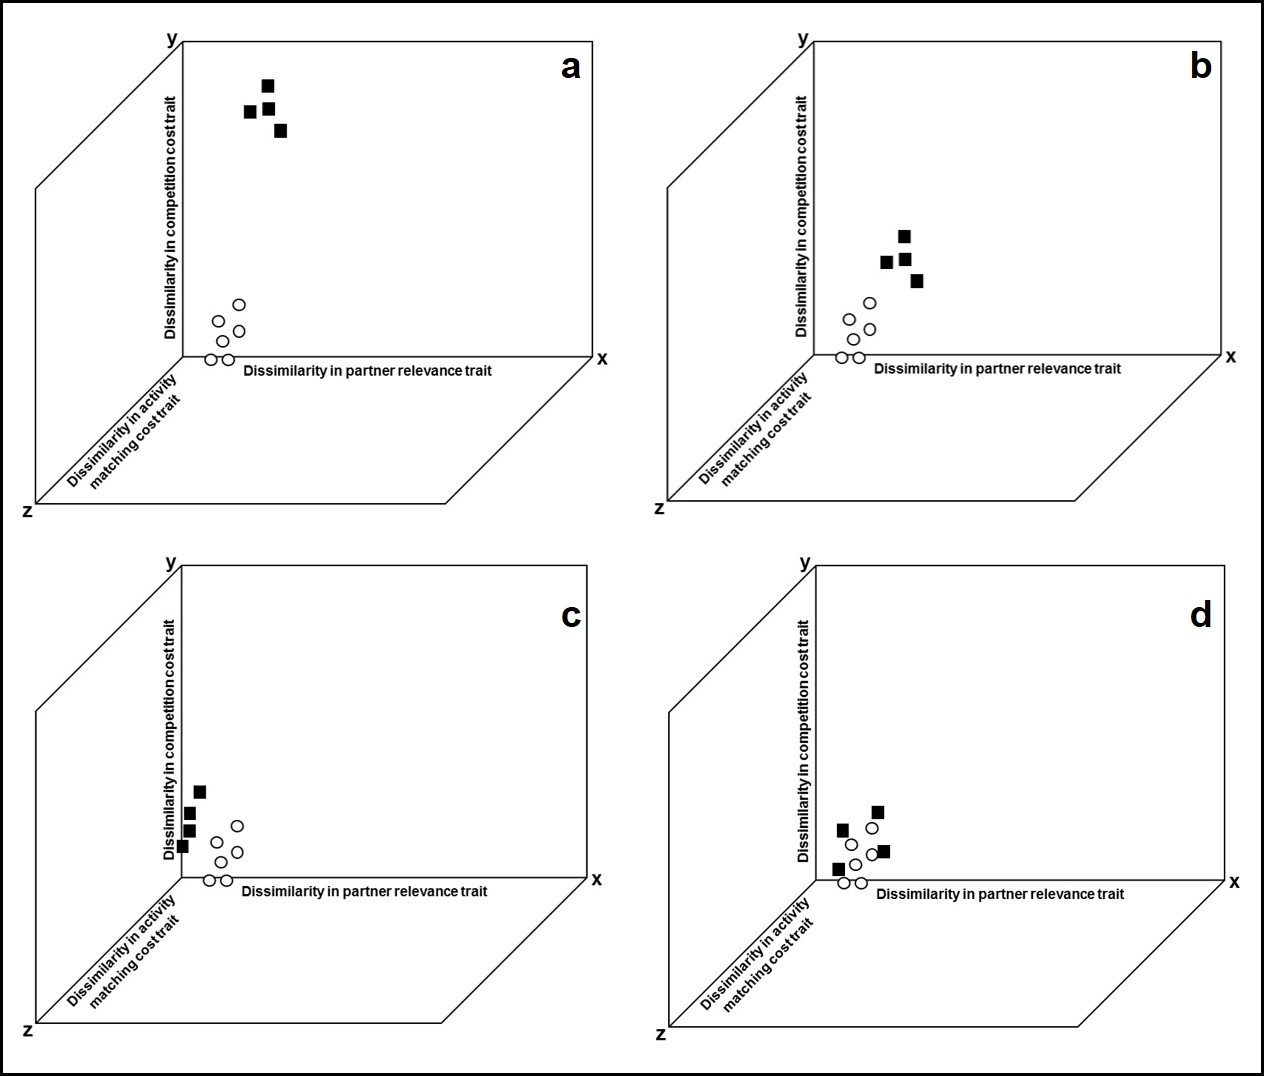 y
a
Dissimilarity in competition cost trait
x
Dissimilarity in partner relevance trait
Dissimilarity in activity
matching cost trait
z
y
b
Dissimilarity in competition cost trait
x
Dissimilarity in partner relevance trait
Dissimilarity in activity
matching cost trait
z
y
c
Dissimilarity in competition cost trait
x
Dissimilarity in partner relevance trait
Dissimilarity in activity
matching cost trait
z
y
d
Dissimilarity in competition cost trait
x
Dissimilarity in partner relevance trait
Dissimilarity in activity
matching cost trait
z